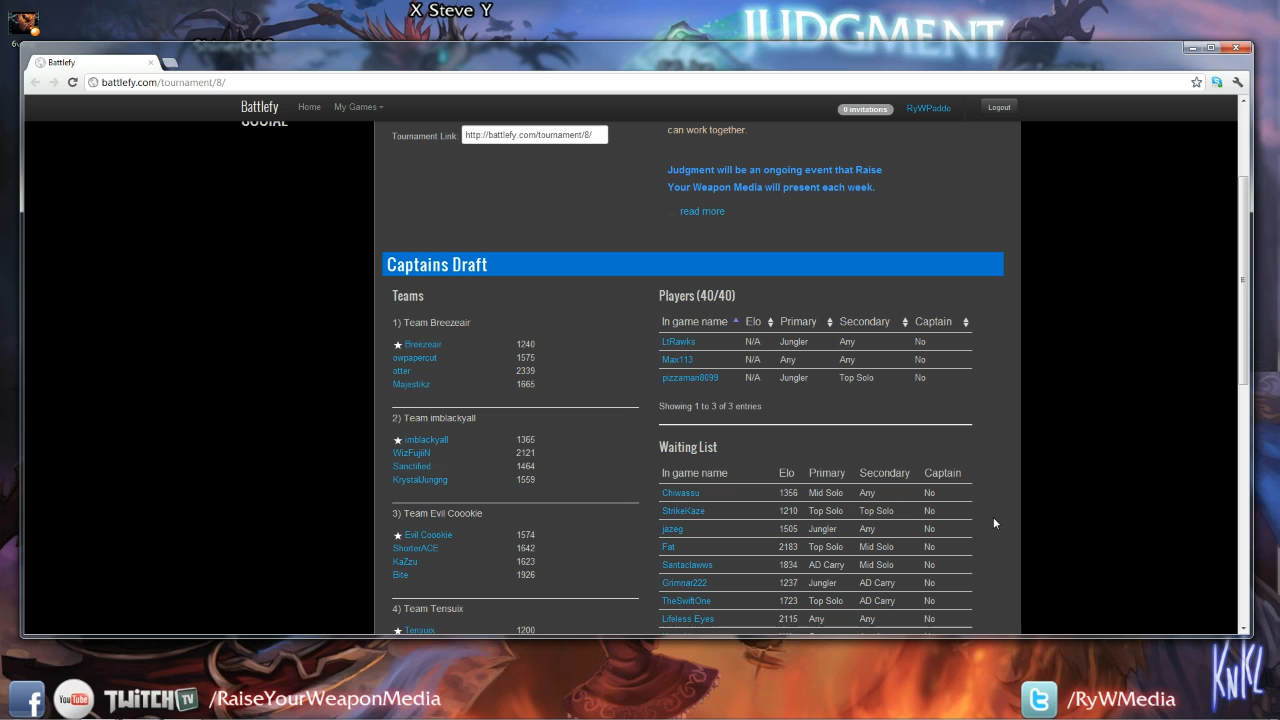 X Steve Y
JUDGMENT
Battlefy
battlefy.com/tournament/8/
Battlefy Home My Games 0 invitations RyWPaddo Logout
SOCIAL
Tournament Link: http://battlefy.com/tournament/8/
can work together.
Judgment will be an ongoing event that Raise
Your Weapon Media will present each week.
... read more
Captains Draft
Teams
1) Team Breezeair
Breezeair 1240
owpapercut 1575
otter 2339
Majestikz 1665
2) Team imblackyall
imblackyall 1365
WizFujiiN 2121
Sanctified 1464
KrystalJungng 1559
3) Team Evil Coookie
Evil Coookie 1574
ShorterACE 1642
KaZzu 1623
Bite 1926
4) Team Tensuix
Tensuix 1200
Players (40/40)
In game name Elo Primary Secondary Captain
LtRawks N/A Jungler Any No
Max113 N/A Any Any No
pizzaman8099 N/A Jungler Top Solo No
Showing 1 to 3 of 3 entries
Waiting List
In game name Elo Primary Secondary Captain
Chiwassu 1356 Mid Solo Any No
StrikeKaze 1210 Top Solo Top Solo No
jazeg 1505 Jungler Any No
Fat 2183 Top Solo Mid Solo No
Santaclawws 1834 AD Carry Mid Solo No
Grimnar222 1237 Jungler AD Carry No
TheSwiftOne 1723 Top Solo AD Carry No
Lifeless Eyes 2115 Any Any No
f You Tube TWITCH TV /RaiseYourWeaponMedia
t /RyWMedia
KNKL